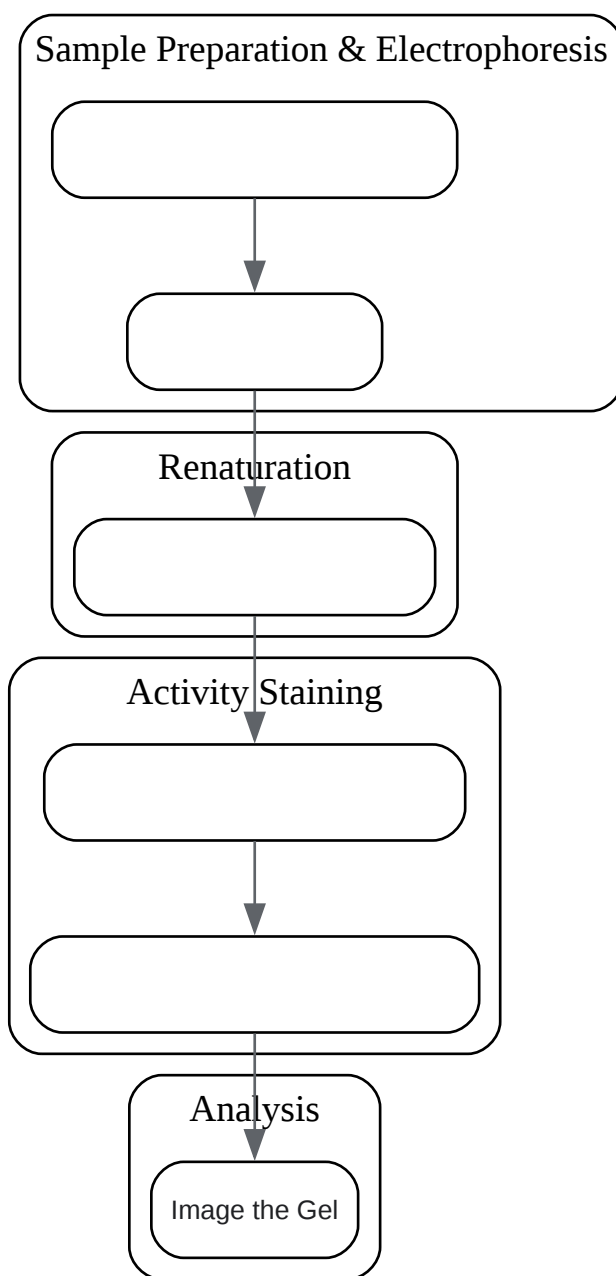 Sample Preparation & Electrophoresis
Renaturation
Activity Staining
Analysis
Image the Gel